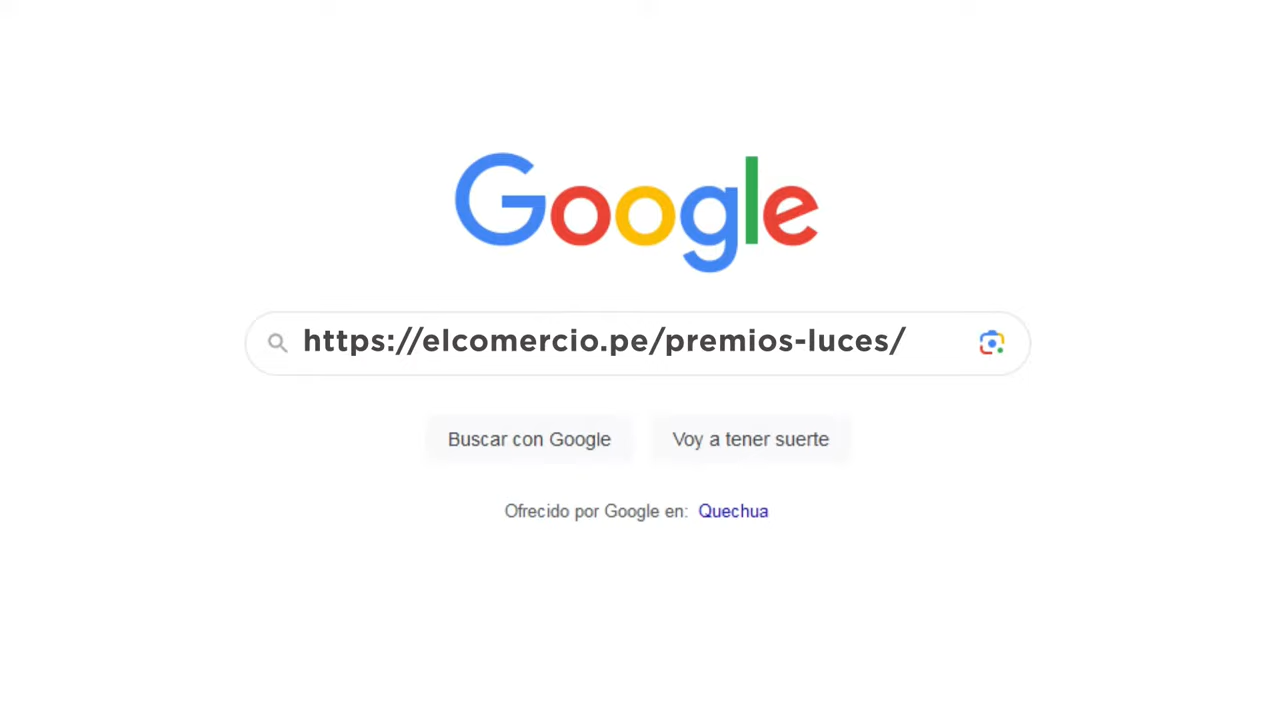 Google
https://elcomercio.pe/premios-luces/
Buscar con Google
Voy a tener suerte
Ofrecido por Google en: Quechua